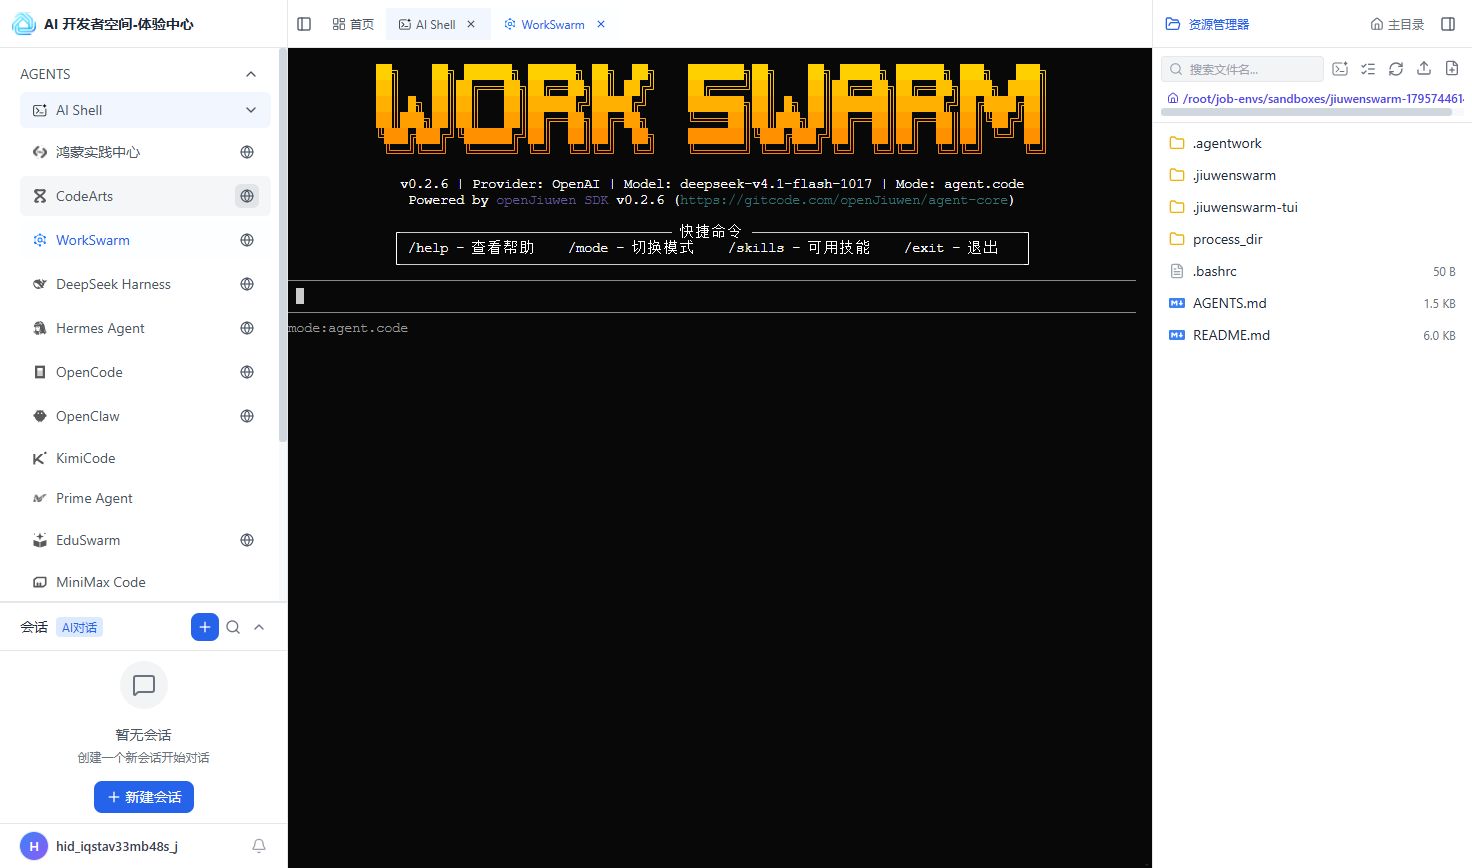 AI 开发者空间-体验中心
AGENTS
AI Shell
鸿蒙实践中心
CodeArts
WorkSwarm
DeepSeek Harness
Hermes Agent
OpenCode
OpenClaw
KimiCode
Prime Agent
EduSwarm
MiniMax Code
会话 AI对话
暂无会话
创建一个新会话开始对话
+ 新建会话
H hid_iqstav33mb48s_j
首页 AI Shell × WorkSwarm ×
WORK SWARM
v0.2.6 | Provider: OpenAI | Model: deepseek-v4.1-flash-1017 | Mode: agent.code
Powered by openJiuwen SDK v0.2.6 (https://gitcode.com/openJiuwen/agent-core)
快捷命令
/help - 查看帮助 /mode - 切换模式 /skills - 可用技能 /exit - 退出
mode:agent.code
资源管理器 主目录
搜索文件名...
/root/job-envs/sandboxes/jiuwenswarm-1795744614
.agentwork
.jiuwenswarm
.jiuwenswarm-tui
process_dir
.bashrc 50 B
AGENTS.md 1.5 KB
README.md 6.0 KB